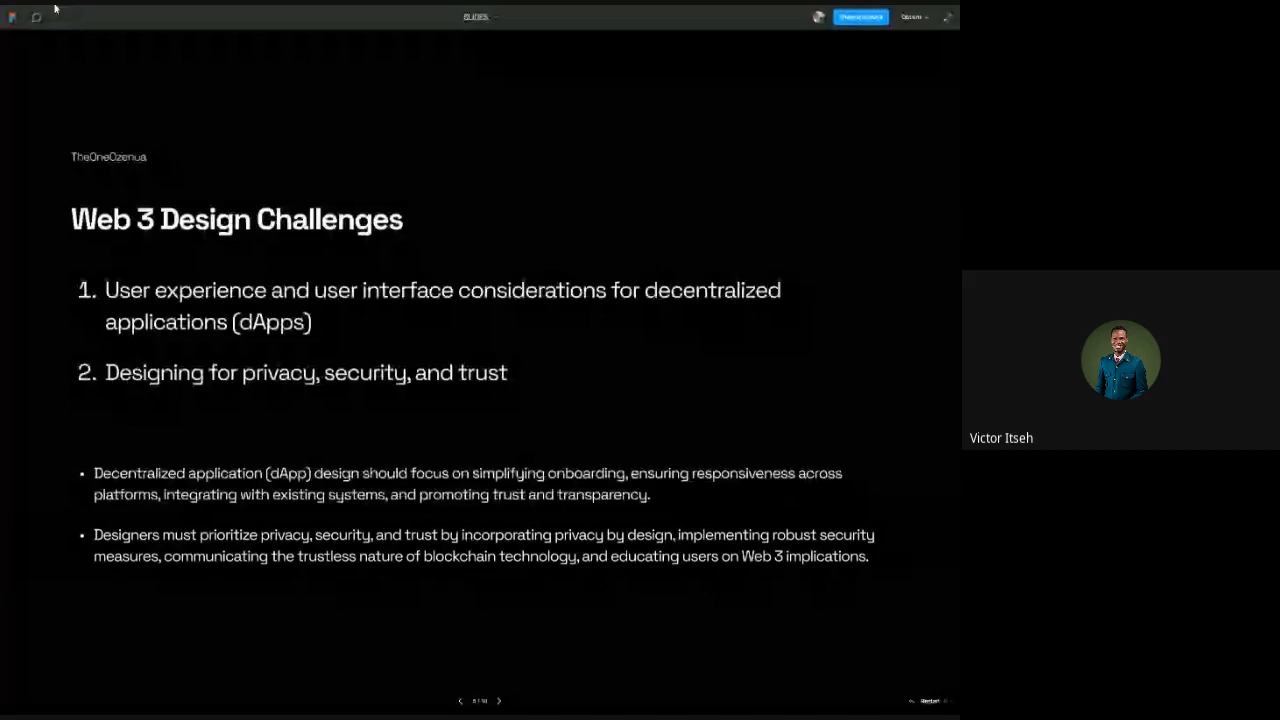 SLIDES
Options
TheOneOzenua
Web 3 Design Challenges
1. User experience and user interface considerations for decentralized
applications (dApps)
2. Designing for privacy, security, and trust
• Decentralized application (dApp) design should focus on simplifying onboarding, ensuring responsiveness across
platforms, integrating with existing systems, and promoting trust and transparency.
• Designers must prioritize privacy, security, and trust by incorporating privacy by design, implementing robust security
measures, communicating the trustless nature of blockchain technology, and educating users on Web 3 implications.
Victor Itseh
Restart